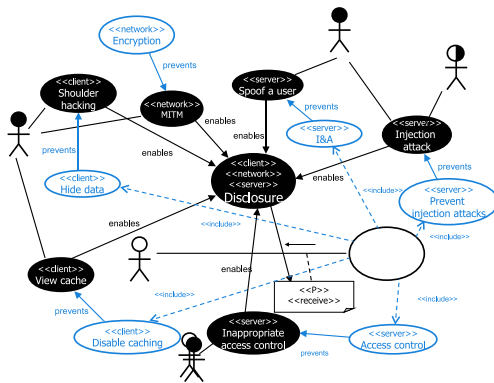 <<network>>
Encryption
prevents
<<client>>
Shoulder
hacking
<<network>>
MITM
<<server>>
Spoof a user
prevents
<<server>>
I&A
<<server>>
Injection
attack
enables
enables
enables
enables
prevents
<<client>>
Hide data
<<client>>
<<network>>
<<server>>
Disclosure
prevents
<<server>>
Prevent
injection attacks
<<include>>
<<include>>
<<include>>
enables
<<client>>
View cache
enables
<<P>>
<<receive>>
<<include>>
<<include>>
prevents
<<client>>
Disable caching
<<server>>
Inappropriate
access control
prevents
<<server>>
Access control